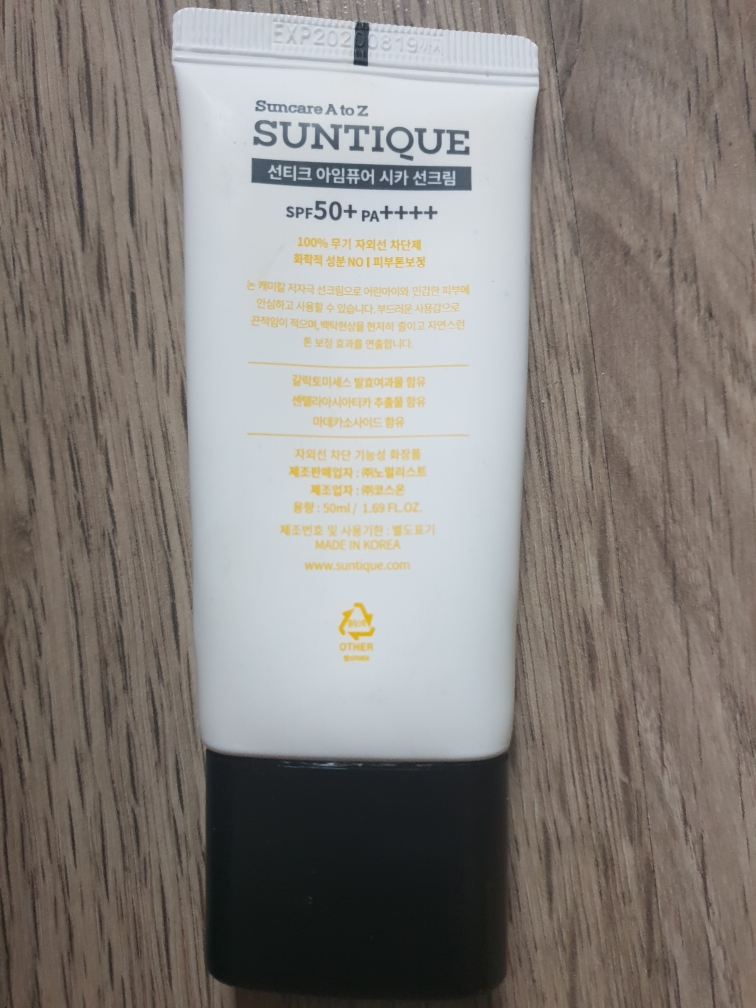 Suncare A to Z
SUNTIQUE
선티크 아임퓨어 시카 선크림
SPF50+ PA++++
100% 무기 자외선 차단제
화학적 성분 NO | 피부톤보정
논 케미칼 저자극 선크림으로 어린아이와 민감한 피부에
안심하고 사용할 수 있습니다. 부드러운 사용감으로
끈적임이 적으며, 백탁현상을 현저히 줄이고 자연스런
톤 보정 효과를 연출합니다.
갈락토미세스 발효여과물 함유
센텔라아시아티카 추출물 함유
마데카소사이드 함유
자외선 차단 기능성 화장품
제조판매업자 : ㈜노멀리스트
제조업자 : ㈜코스온
용량 : 50ml / 1.69 FL.OZ.
제조번호 및 사용기한 : 별도표기
MADE IN KOREA
www.suntique.com
OTHER